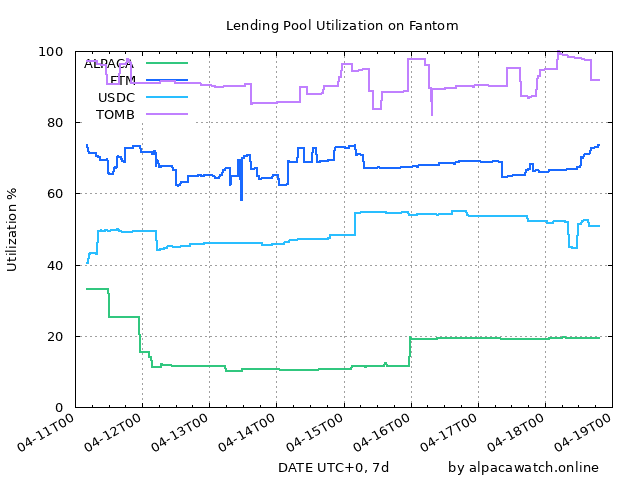 Lending Pool Utilization on Fantom
100
80
60
40
20
0
Utilization %
ALPACA
FTM
USDC
TOMB
04-11T00
04-12T00
04-13T00
04-14T00
04-15T00
04-16T00
04-17T00
04-18T00
04-19T00
DATE UTC+0, 7d
by alpacawatch.online